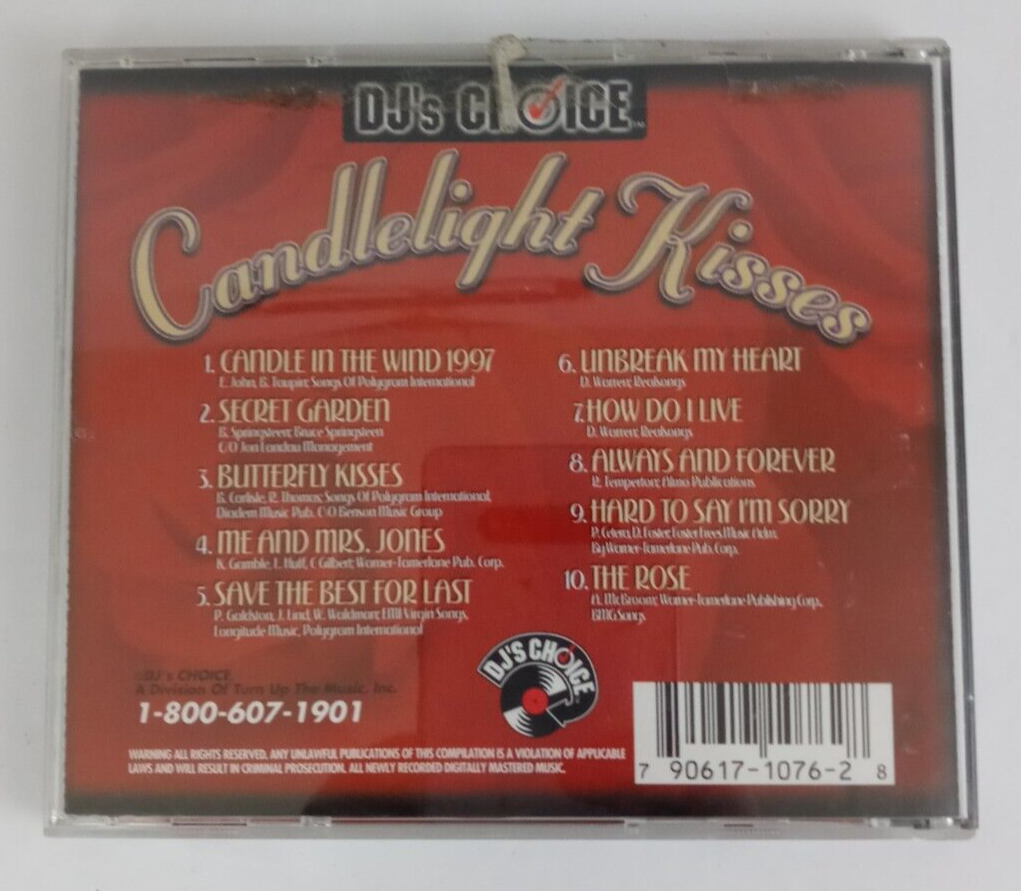 DJ's CHOICE™
Candlelight Kisses
1. CANDLE IN THE WIND 1997
E. John, B. Taupin; Songs Of Polygram International
2. SECRET GARDEN
B. Springsteen; Bruce Springsteen
C/O Jon Landau Management
3. BUTTERFLY KISSES
B. Carlisle, R. Thomas; Songs Of Polygram International,
Diadem Music Pub. C\O Benson Music Group
4. ME AND MRS. JONES
K. Gamble, L. Huff, C Gilbert; Warner-Tamerlane Pub. Corp.
5. SAVE THE BEST FOR LAST
P. Galdston, J. Lind, W. Waldman; EMI Virgin Songs,
Longitude Music, Polygram International
6. UNBREAK MY HEART
D. Warren; Realsongs
7. HOW DO I LIVE
D. Warren; Realsongs
8. ALWAYS AND FOREVER
R. Temperton; Almo Publications
9. HARD TO SAY I'M SORRY
P. Cetera, D. Foster; Foster Frees Music Adm.
By Warner-Tamerlane Pub. Corp.
10. THE ROSE
A. McBroom; Warner-Tamerlane Publishing Corp.,
BMG Songs
DJ's CHOICE
A Division Of Turn Up The Music, Inc.
1-800-607-1901
DJ'S CHOICE
WARNING ALL RIGHTS RESERVED. ANY UNLAWFUL PUBLICATIONS OF THIS COMPILATION IS A VIOLATION OF APPLICABLE
LAWS AND WILL RESULT IN CRIMINAL PROSECUTION. ALL NEWLY RECORDED DIGITALLY MASTERED MUSIC.
7 90617-1076-2 8